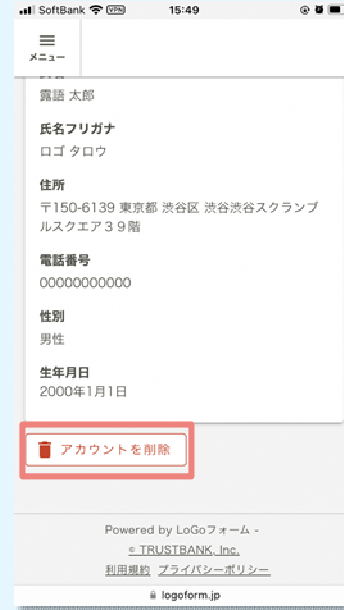 SoftBank VPN 15:49
メニュー
露語 太郎
氏名フリガナ
ロゴ タロウ
住所
〒150-6139 東京都 渋谷区 渋谷渋谷スクランブ
ルスクエア３９階
電話番号
00000000000
性別
男性
生年月日
2000年1月1日
アカウントを削除
Powered by LoGoフォーム -
© TRUSTBANK, Inc.
利用規約 プライバシーポリシー
logoform.jp